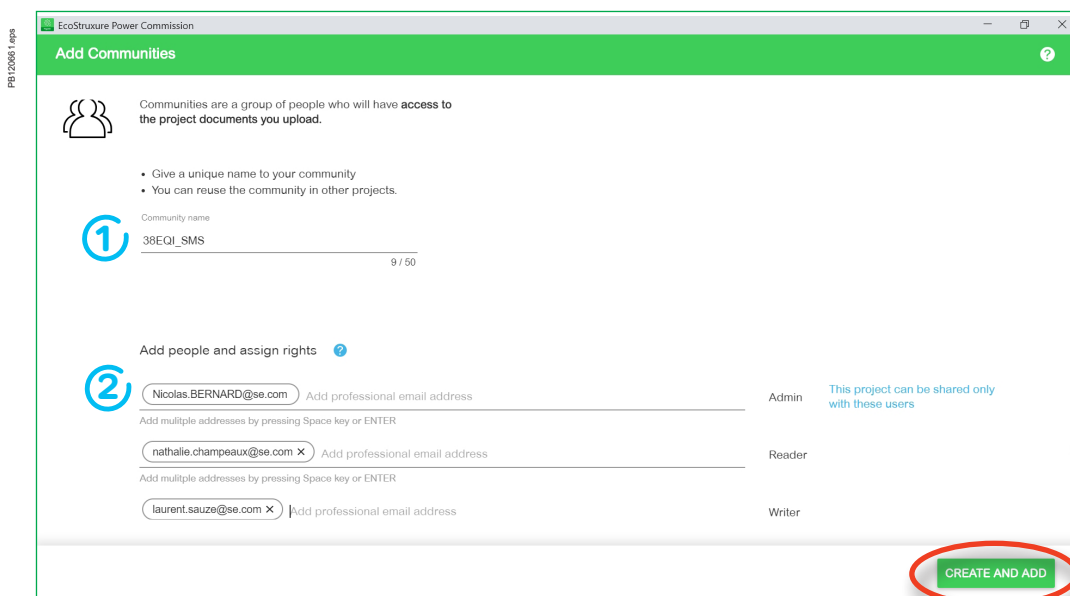 PB120661.eps
EcoStruxure Power Commission
Add Communities
?
Communities are a group of people who will have access to
the project documents you upload.
• Give a unique name to your community
• You can reuse the community in other projects.
Community name
1
38EQI_SMS
9 / 50
Add people and assign rights ?
2
Nicolas.BERNARD@se.com Add professional email address Admin
This project can be shared only
with these users
Add mulitple addresses by pressing Space key or ENTER
nathalie.champeaux@se.com × Add professional email address Reader
Add mulitple addresses by pressing Space key or ENTER
laurent.sauze@se.com × Add professional email address Writer
CREATE AND ADD